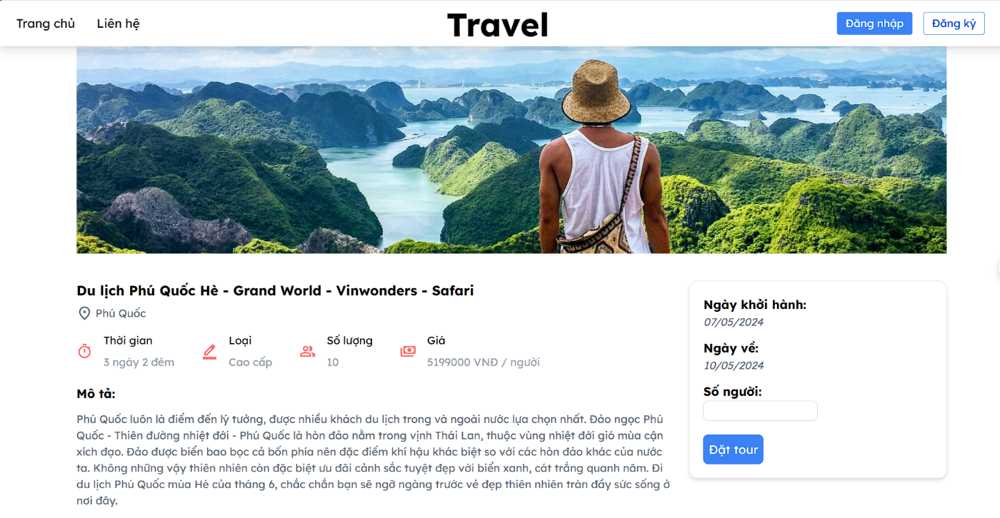 Trang chủ Liên hệ Travel Đăng nhập Đăng ký
Du lịch Phú Quốc Hè - Grand World - Vinwonders - Safari
Phú Quốc
Thời gian Loại Số lượng Giá
3 ngày 2 đêm Cao cấp 10 5199000 VNĐ / người
Mô tả:
Phú Quốc luôn là điểm đến lý tưởng, được nhiều khách du lịch trong và ngoài nước lựa chọn nhất. Đảo ngọc Phú
Quốc - Thiên đường nhiệt đới - Phú Quốc là hòn đảo nằm trong vịnh Thái Lan, thuộc vùng nhiệt đới gió mùa cận
xích đạo. Đảo được biển bao bọc cả bốn phía nên đặc điểm khí hậu khác biệt so với các hòn đảo khác của nước
ta. Không những vậy thiên nhiên còn đặc biệt ưu đãi cảnh sắc tuyệt đẹp với biển xanh, cát trắng quanh năm. Đi
du lịch Phú Quốc mùa Hè của tháng 6, chắc chắn bạn sẽ ngỡ ngàng trước vẻ đẹp thiên nhiên tràn đầy sức sống ở
nơi đây.
Ngày khởi hành:
07/05/2024
Ngày về:
10/05/2024
Số người:
Đặt tour